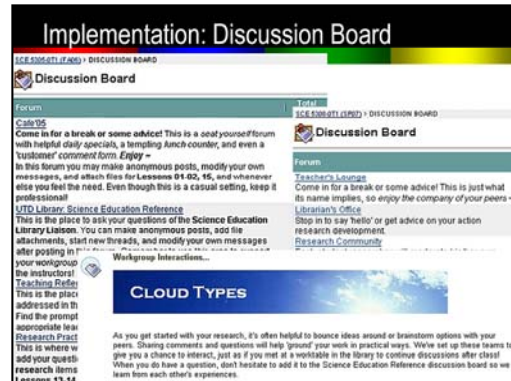 Implementation: Discussion Board
SCE 5305-0T1 (FA05) > DISCUSSION BOARD
Discussion Board
Forum
Total
Cafe'05
Come in for a break or some advice! This is a seat yourself forum
with helpful daily specials, a tempting lunch counter, and even a
'customer' comment form. Enjoy ~
In this forum you may make anonymous posts, modify your own
messages, and attach files for Lessons 01-02, 15, and whenever
else you feel the need. Even though this is a casual setting, keep it
professional!
UTD Library: Science Education Reference
This is the place to ask your questions of the Science Education
Library Liaison. You can make anonymous posts, add file
attachments, start new threads, and modify your own messages
after posting in this forum.
your workgroup
the instructors!
Teaching Refle
This is the place
addressed in th
Find the prompt
appropriate lea
Research Pract
This is where w
add your questi
research items
Lessons 13-14
> DISCUSSION BOARD
Discussion Board
Forum
Teacher's Lounge
Come in for a break or some advice! This is just what
its name implies, so enjoy the company of your peers
Librarian's Office
Stop in to say 'hello' or get advice on your action
research development.
Research Community
Workgroup Interactions...
CLOUD TYPES
As you get started with your research, it's often helpful to bounce ideas around or brainstorm options with your
peers. Sharing comments and questions will help 'ground' your work in practical ways. We've set up these teams to
give you a chance to interact, just as if you met at a worktable in the library to continue discussions after class!
When you do have a question, don't hesitate to add it to the Science Education Reference discussion board so we
learn from each other's experiences.